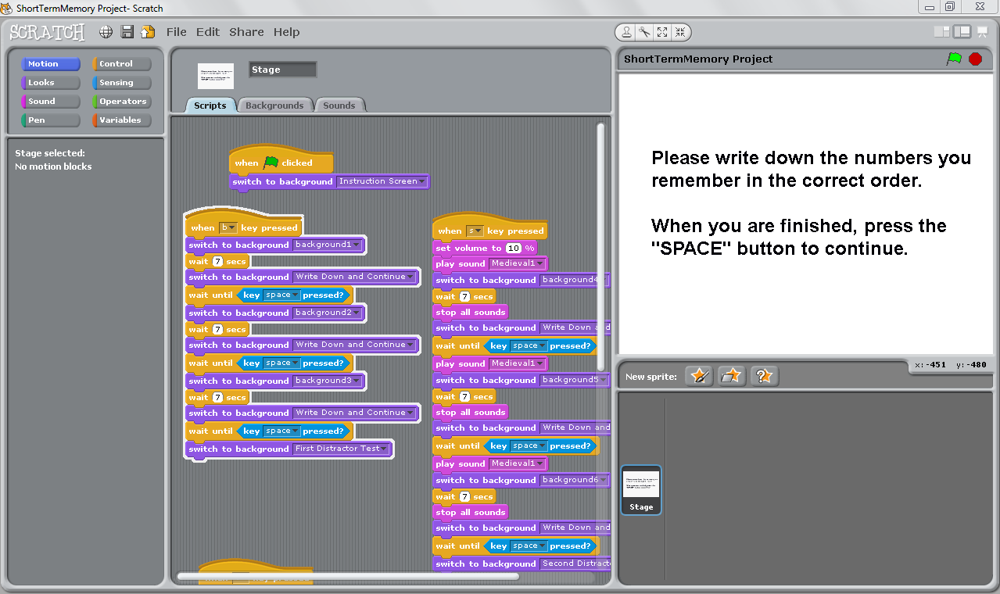 ShortTermMemory Project- Scratch
SCRATCH File Edit Share Help
Motion Control
Looks Sensing
Sound Operators
Pen Variables
Stage selected:
No motion blocks
Stage
Scripts Backgrounds Sounds
when clicked
switch to background Instruction Screen
when b key pressed
switch to background background1
wait 7 secs
switch to background Write Down and Continue
wait until key space pressed?
switch to background background2
wait 7 secs
switch to background Write Down and Continue
wait until key space pressed?
switch to background background3
wait 7 secs
switch to background Write Down and Continue
wait until key space pressed?
switch to background First Distractor Test
when s key pressed
set volume to 10 %
play sound Medieval1
switch to background background4
wait 7 secs
stop all sounds
switch to background Write Down and
wait until key space pressed?
play sound Medieval1
switch to background background5
wait 7 secs
stop all sounds
switch to background Write Down and
wait until key space pressed?
play sound Medieval1
switch to background background6
wait 7 secs
stop all sounds
switch to background Write Down and
wait until key space pressed?
switch to background Second Distract
ShortTermMemory Project
Please write down the numbers you
remember in the correct order.
When you are finished, press the
"SPACE" button to continue.
x: -451 y: -480
New sprite:
Stage